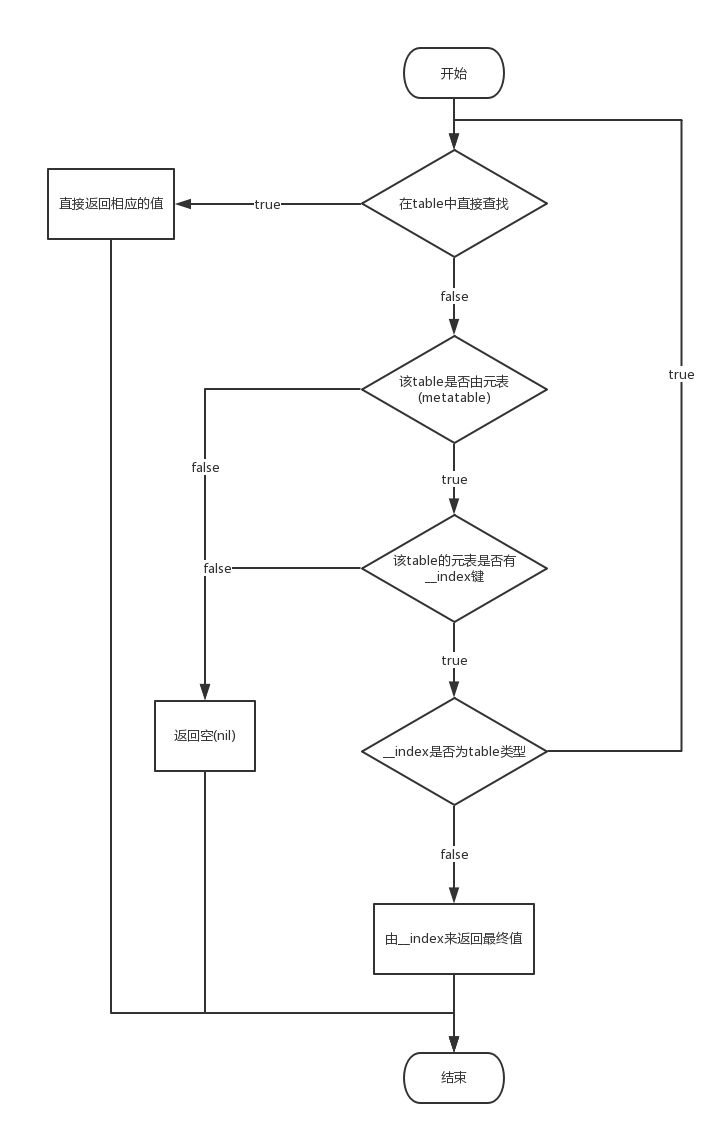 开始
在table中直接查找
true
直接返回相应的值
false
该table是否由元表
(metatable)
true
false
true
该table的元表是否有
__index键
false
true
返回空(nil)
__index是否为table类型
false
由__index来返回最终值
结束